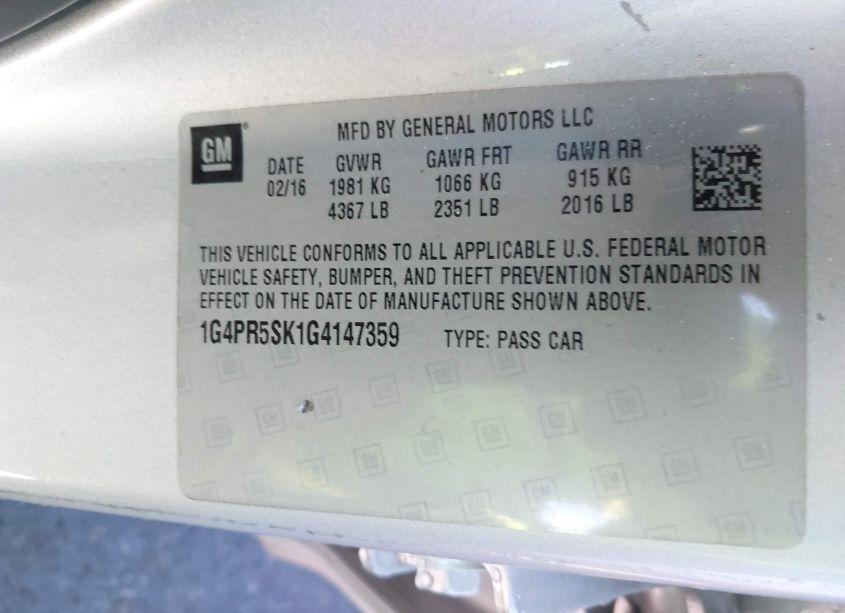 GM
MFD BY GENERAL MOTORS LLC
DATE GVWR GAWR FRT GAWR RR
02/16 1981 KG 1066 KG 915 KG
4367 LB 2351 LB 2016 LB
THIS VEHICLE CONFORMS TO ALL APPLICABLE U.S. FEDERAL MOTOR
VEHICLE SAFETY, BUMPER, AND THEFT PREVENTION STANDARDS IN
EFFECT ON THE DATE OF MANUFACTURE SHOWN ABOVE.
1G4PR5SK1G4147359 TYPE: PASS CAR